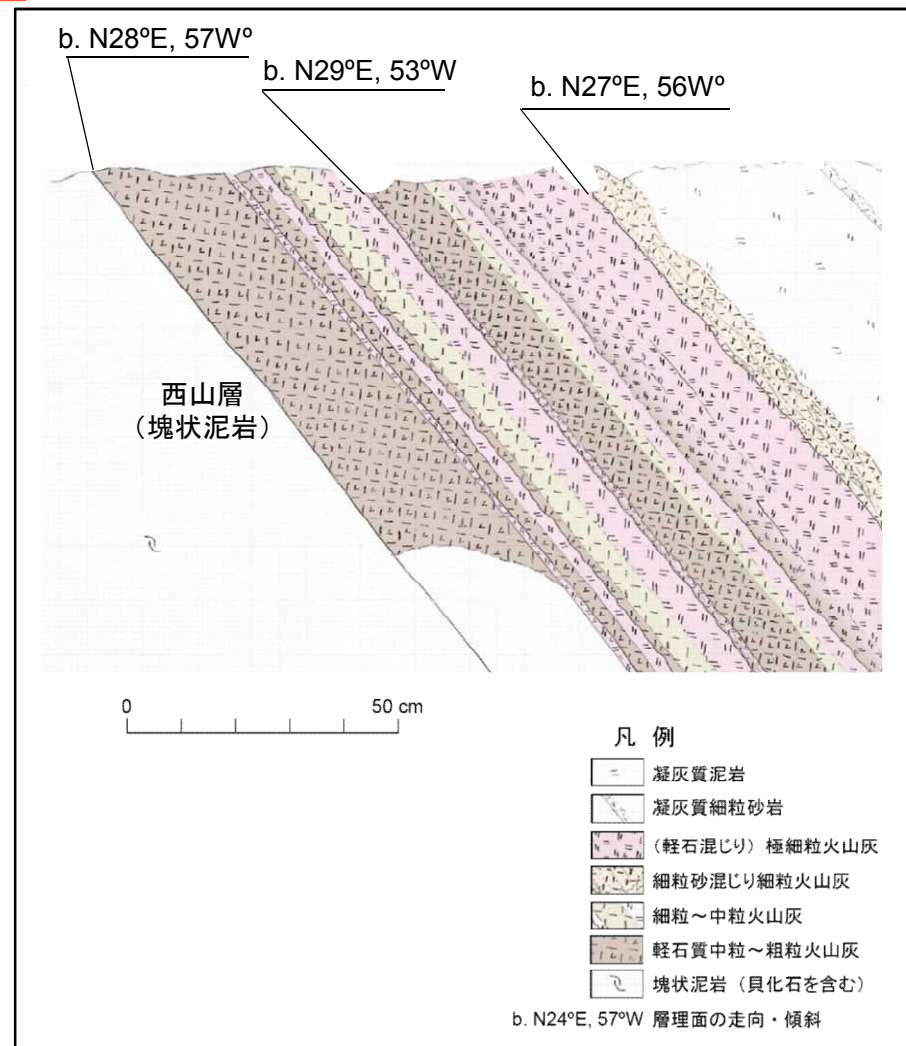 b. N28ºE, 57Wº
b. N29ºE, 53ºW
b. N27ºE, 56Wº
西山層
（塊状泥岩）
0 50 cm
凡 例
凝灰質泥岩
凝灰質細粒砂岩
（軽石混じり）極細粒火山灰
細粒砂混じり細粒火山灰
細粒～中粒火山灰
軽石質中粒～粗粒火山灰
塊状泥岩（貝化石を含む）
b. N24ºE, 57ºW 層理面の走向・傾斜